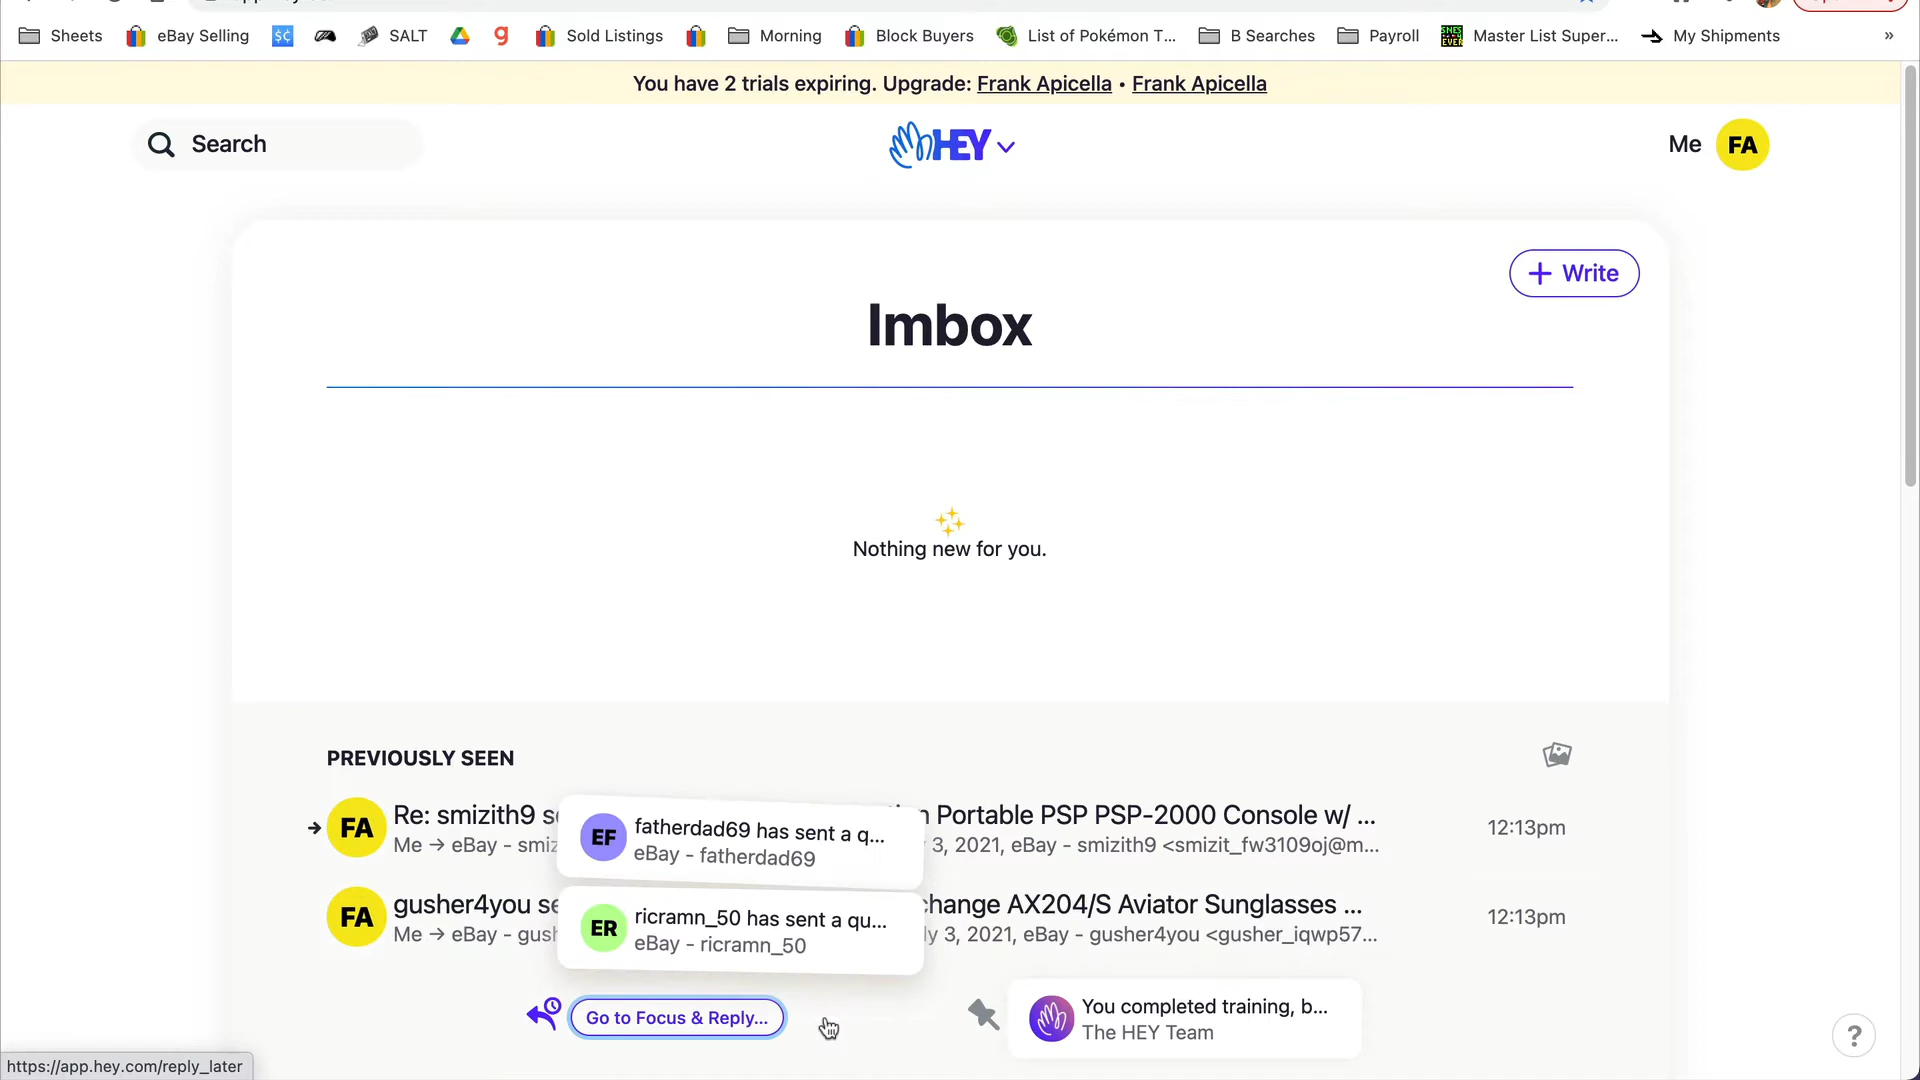 Sheets eBay Selling $¢ SALT g Sold Listings Morning Block Buyers List of Pokémon T... B Searches Payroll Master List Super... My Shipments »
You have 2 trials expiring. Upgrade: Frank Apicella • Frank Apicella
Search
HEY
Me FA
+ Write
Imbox
Nothing new for you.
PREVIOUSLY SEEN
FA Re: smizith9 s n Portable PSP PSP-2000 Console w/ ... 12:13pm
Me → eBay - smiz 3, 2021, eBay - smizith9 <smizit_fw3109oj@m...
EF fatherdad69 has sent a q...
eBay - fatherdad69
FA gusher4you se change AX204/S Aviator Sunglasses ... 12:13pm
Me → eBay - gush ly 3, 2021, eBay - gusher4you <gusher_iqwp57...
ER ricramn_50 has sent a qu...
eBay - ricramn_50
Go to Focus & Reply...
You completed training, b...
The HEY Team
?
https://app.hey.com/reply_later